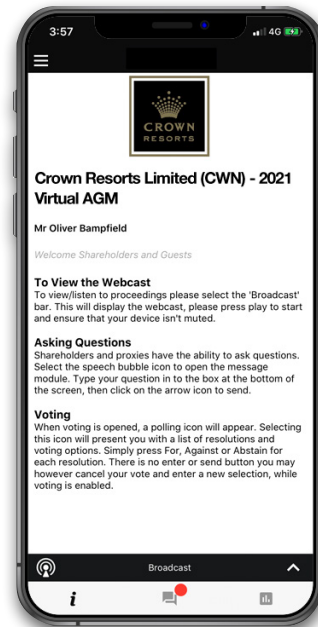 3:57
4G
CROWN
RESORTS
Crown Resorts Limited (CWN) - 2021
Virtual AGM
Mr Oliver Bampfield
Welcome Shareholders and Guests
To View the Webcast
To view/listen to proceedings please select the 'Broadcast'
bar. This will display the webcast, please press play to start
and ensure that your device isn't muted.
Asking Questions
Shareholders and proxies have the ability to ask questions.
Select the speech bubble icon to open the message
module. Type your question in to the box at the bottom of
the screen, then click on the arrow icon to send.
Voting
When voting is opened, a polling icon will appear. Selecting
this icon will present you with a list of resolutions and
voting options. Simply press For, Against or Abstain for
each resolution. There is no enter or send button you may
however cancel your vote and enter a new selection, while
voting is enabled.
Broadcast
i